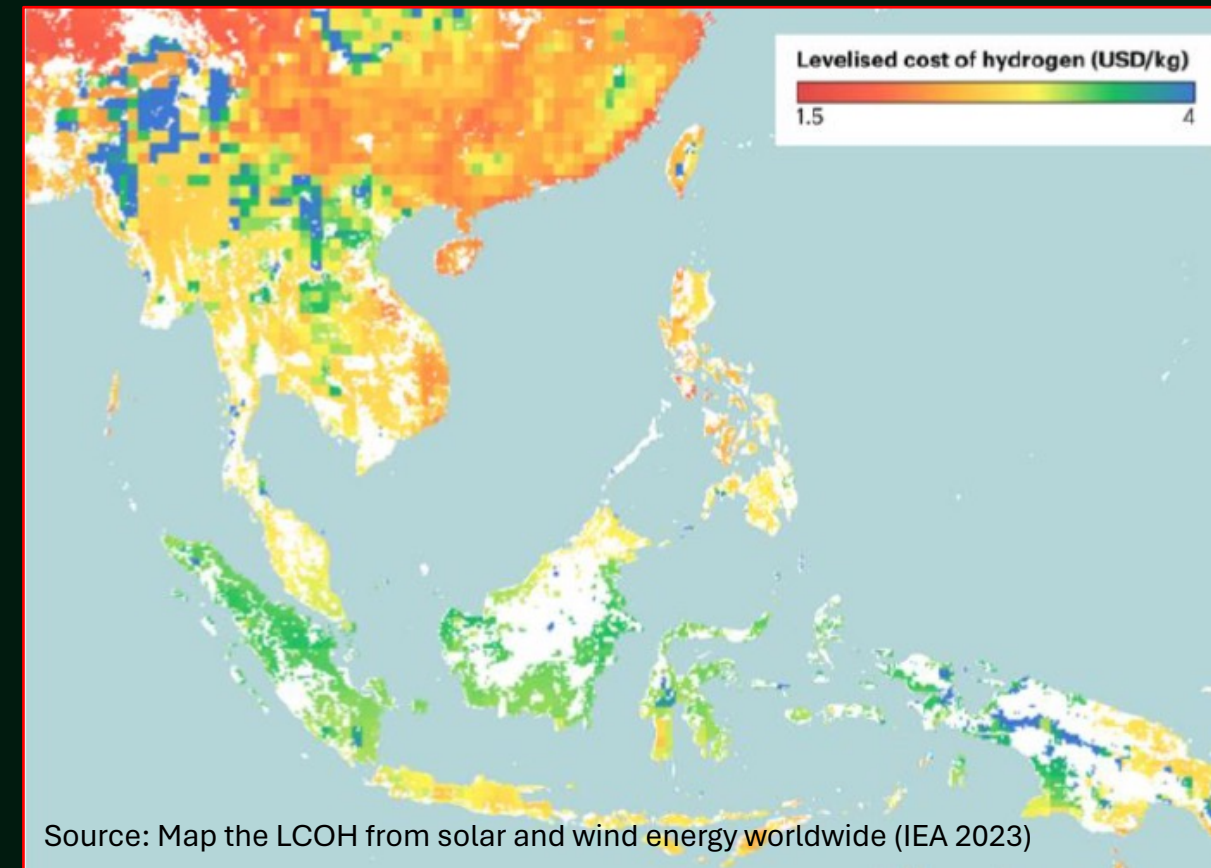 Levelised cost of hydrogen (USD/kg)
1.5 4
Source: Map the LCOH from solar and wind energy worldwide (IEA 2023)